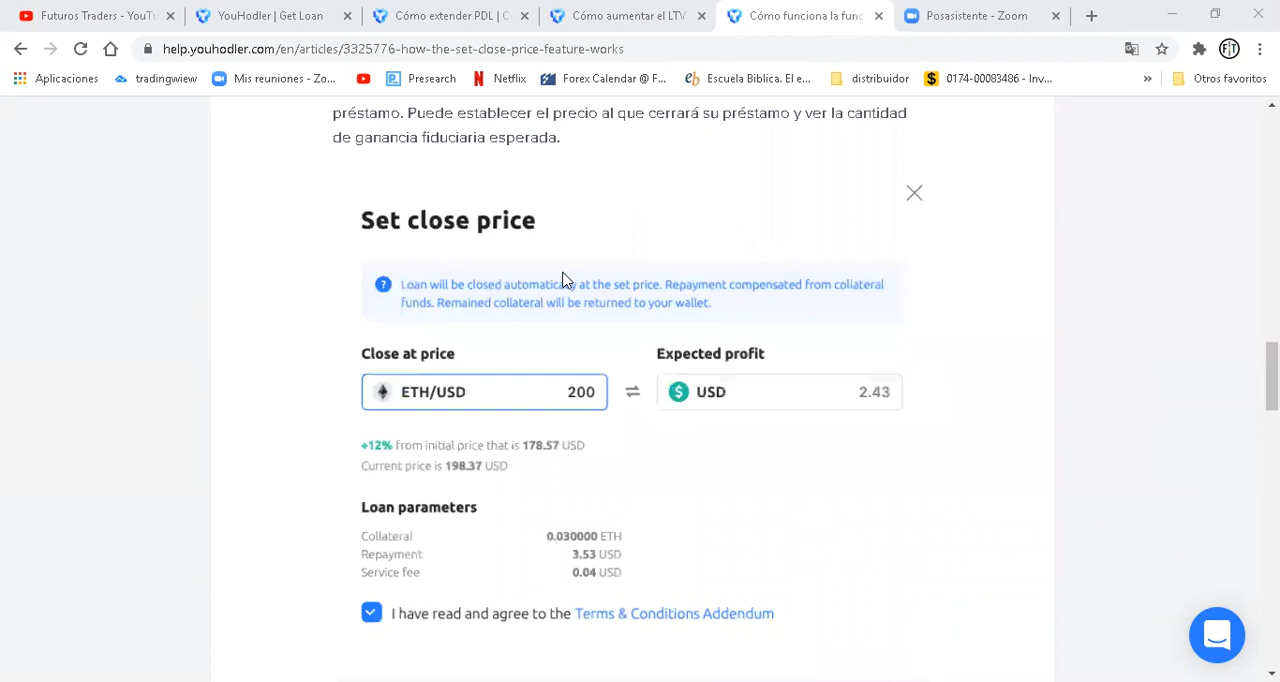 Futuros Traders - YouTu
YouHodler | Get Loan
Cómo extender PDL | C
Cómo aumentar el LTV
Cómo funciona la func
Posasistente - Zoom
help.youhodler.com/en/articles/3325776-how-the-set-close-price-feature-works
Aplicaciones
tradingview
Mis reuniones - Zo...
Presearch
Netflix
Forex Calendar @ F...
Escuela Biblica. El e...
distribuidor
0174-00083486 - Inv...
»
Otros favoritos
préstamo. Puede establecer el precio al que cerrará su préstamo y ver la cantidad
de ganancia fiduciaria esperada.
Set close price
Loan will be closed automatically at the set price. Repayment compensated from collateral
funds. Remained collateral will be returned to your wallet.
Close at price
Expected profit
ETH/USD 200
USD 2.43
+12% from initial price that is 178.57 USD
Current price is 198.37 USD
Loan parameters
Collateral 0.030000 ETH
Repayment 3.53 USD
Service fee 0.04 USD
I have read and agree to the Terms & Conditions Addendum